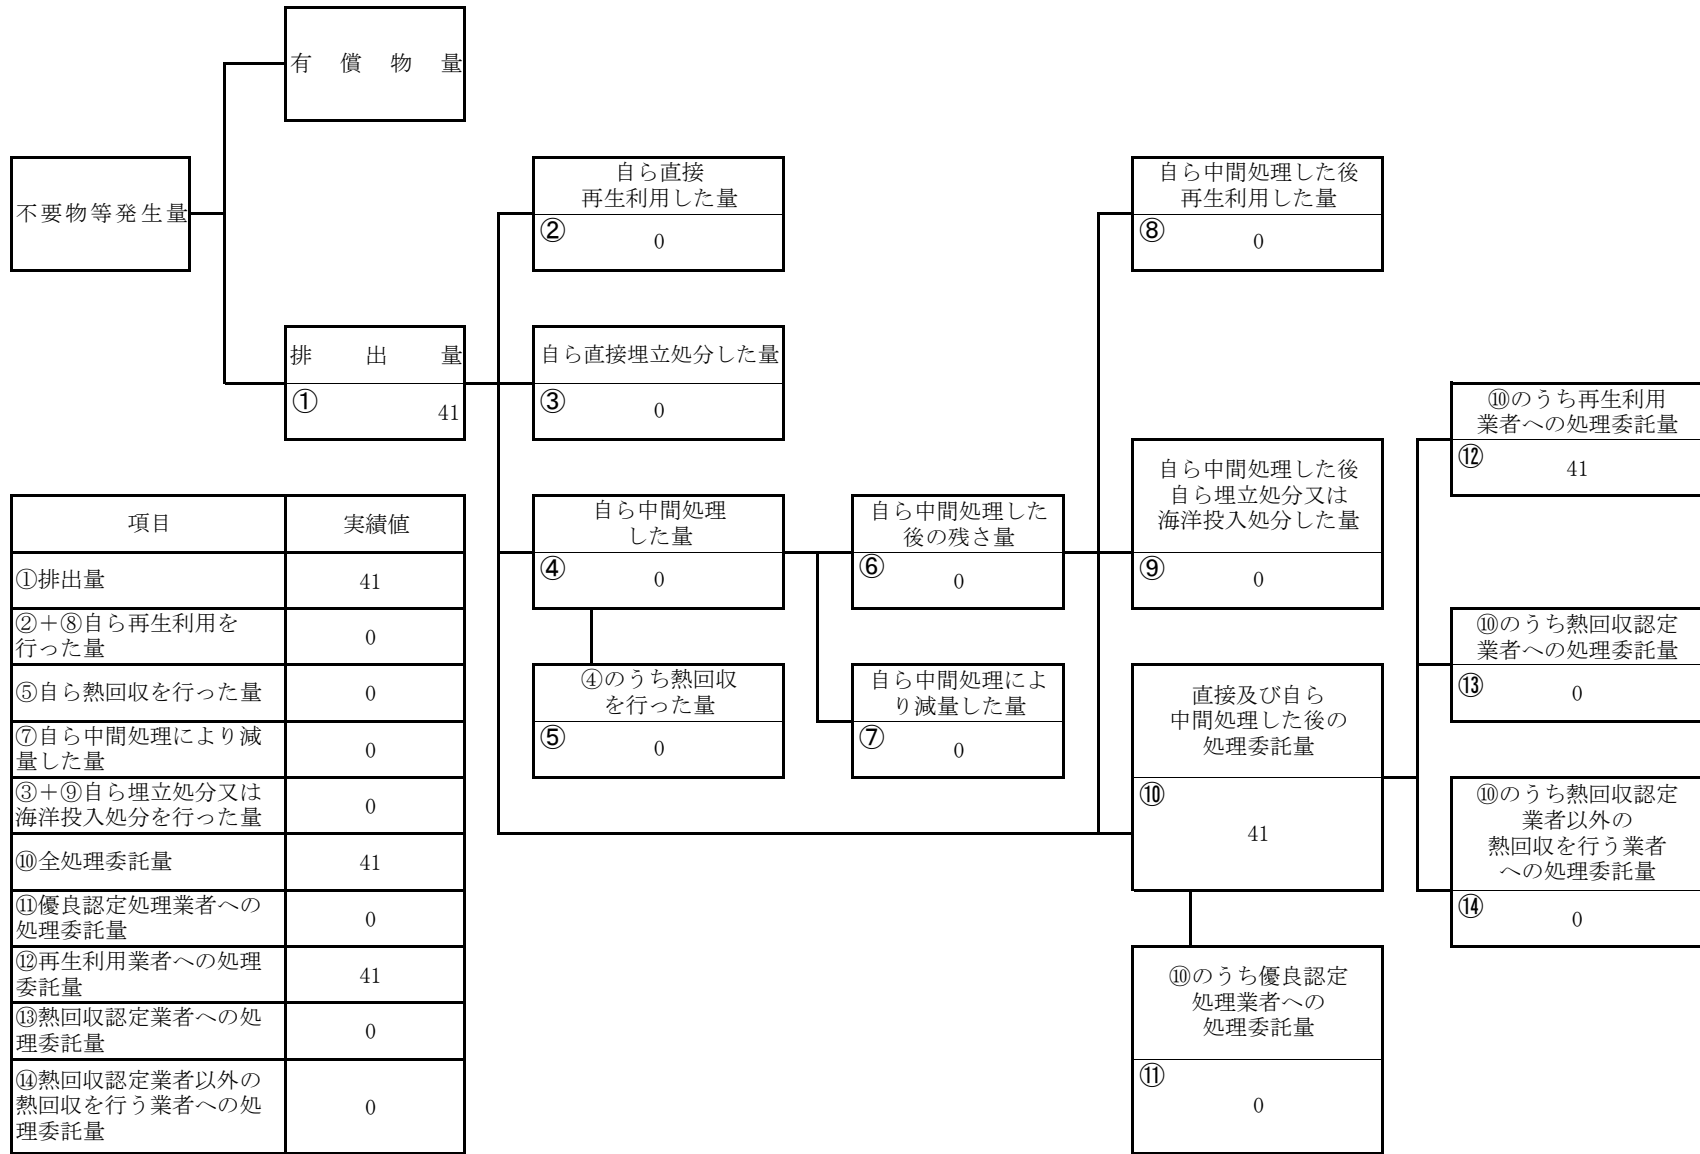 有償物量
不要物等発生量
排出量
①
41
自ら直接
再生利用した量
②
0
自ら直接埋立処分した量
③
0
自ら中間処理
した量
④
0
④のうち熱回収
を行った量
⑤
0
自ら中間処理した
後の残さ量
⑥
0
自ら中間処理によ
り減量した量
⑦
0
自ら中間処理した後
再生利用した量
⑧
0
自ら中間処理した後
自ら埋立処分又は
海洋投入処分した量
⑨
0
直接及び自ら
中間処理した後の
処理委託量
⑩
41
⑩のうち優良認定
処理業者への
処理委託量
⑪
0
⑩のうち再生利用
業者への処理委託量
⑫
41
⑩のうち熱回収認定
業者への処理委託量
⑬
0
⑩のうち熱回収認定
業者以外の
熱回収を行う業者
への処理委託量
⑭
0
項目 実績値
①排出量 41
②＋⑧自ら再生利用を
行った量 0
⑤自ら熱回収を行った量 0
⑦自ら中間処理により減
量した量 0
③＋⑨自ら埋立処分又は
海洋投入処分を行った量 0
⑩全処理委託量 41
⑪優良認定処理業者への
処理委託量 0
⑫再生利用業者への処理
委託量 41
⑬熱回収認定業者への処
理委託量 0
⑭熱回収認定業者以外の
熱回収を行う業者への処
理委託量 0